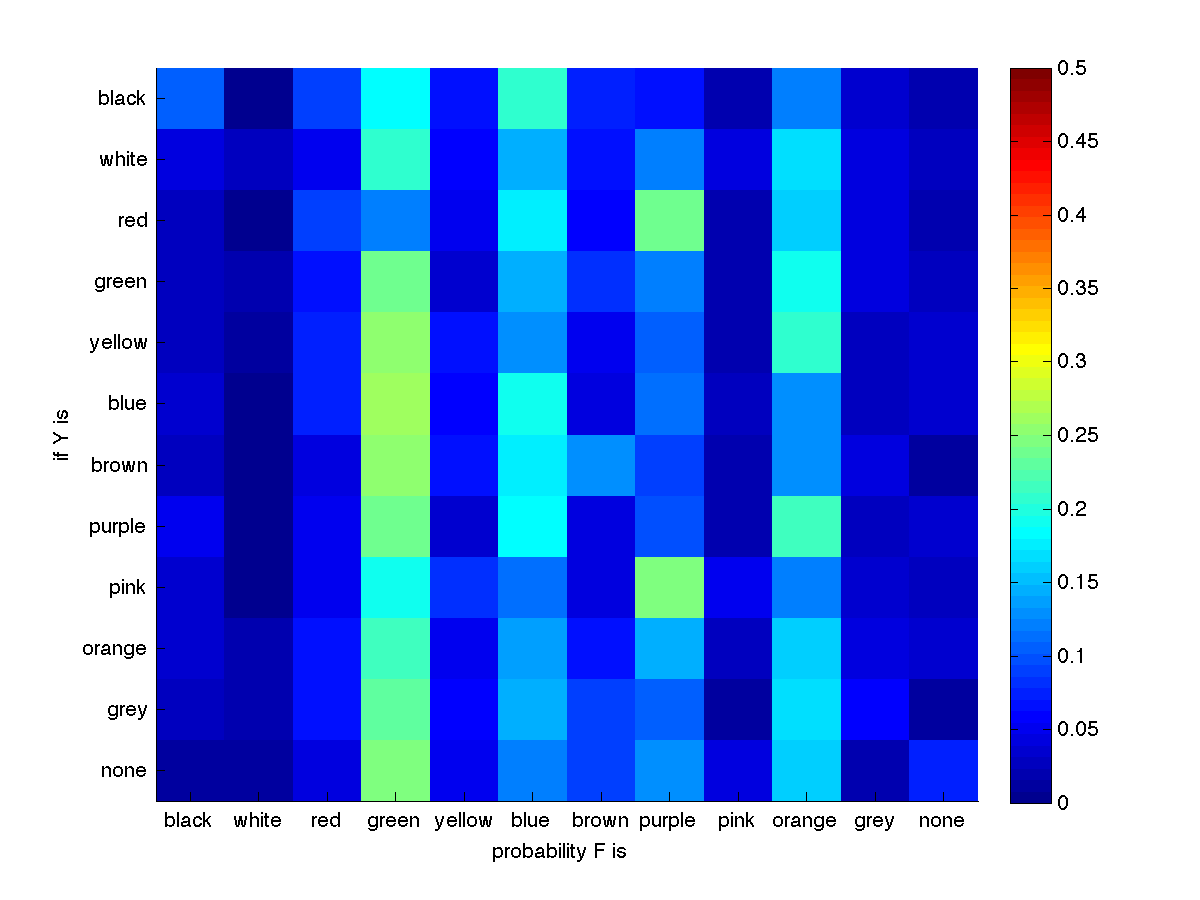 black
white
red
green
yellow
blue
brown
purple
pink
orange
grey
none
if Y is
black white red green yellow blue brown purple pink orange grey none
probability F is
0.5
0.45
0.4
0.35
0.3
0.25
0.2
0.15
0.1
0.05
0